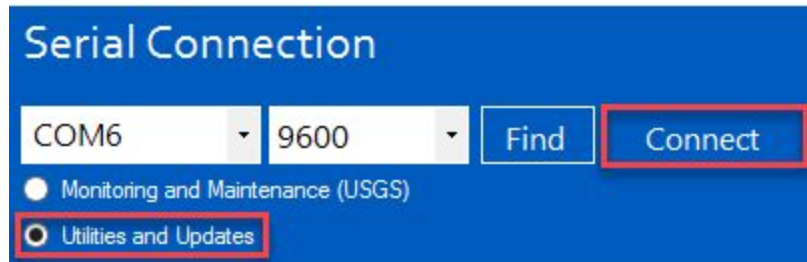 Serial Connection
COM6 9600 Find Connect
Monitoring and Maintenance (USGS)
Utilities and Updates